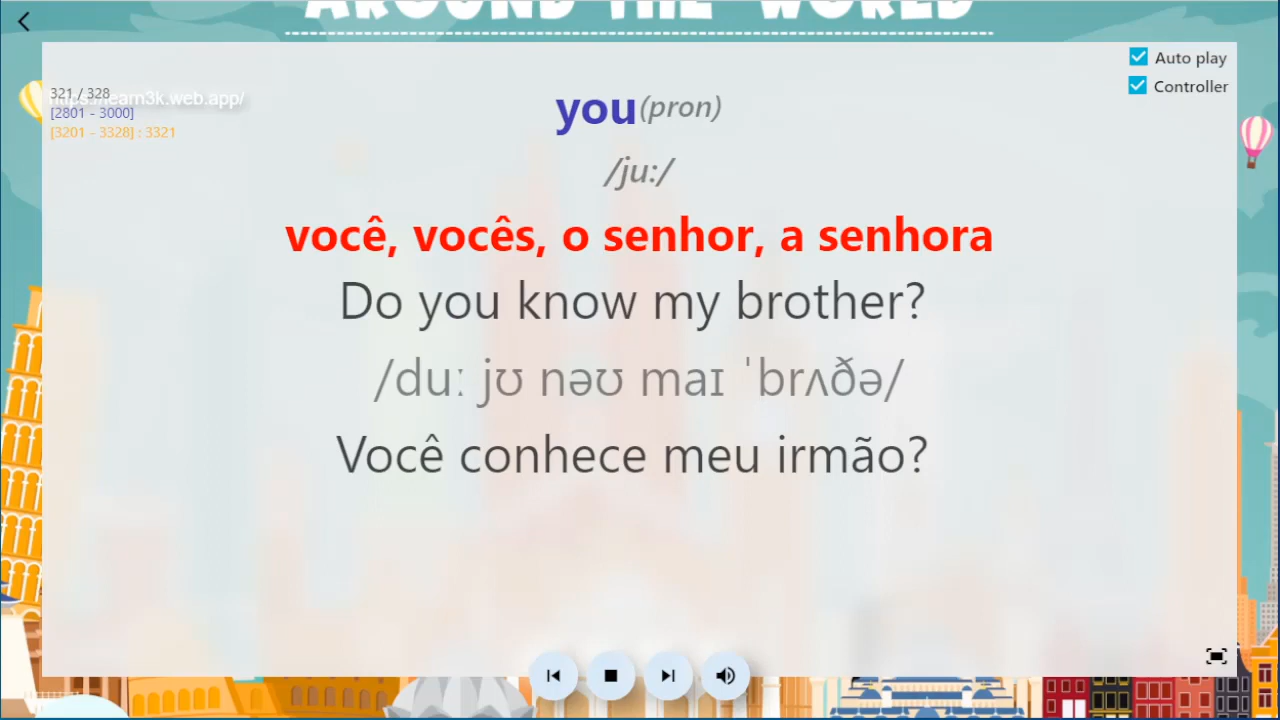 AROUND THE WORLD
Auto play
Controller
321 / 328
https://learn3k.web.app/
[2801 - 3000]
[3201 - 3328] : 3321
you(pron)
/ju:/
você, vocês, o senhor, a senhora
Do you know my brother?
/duː jʊ nəʊ maɪ ˈbrʌðə/
Você conhece meu irmão?